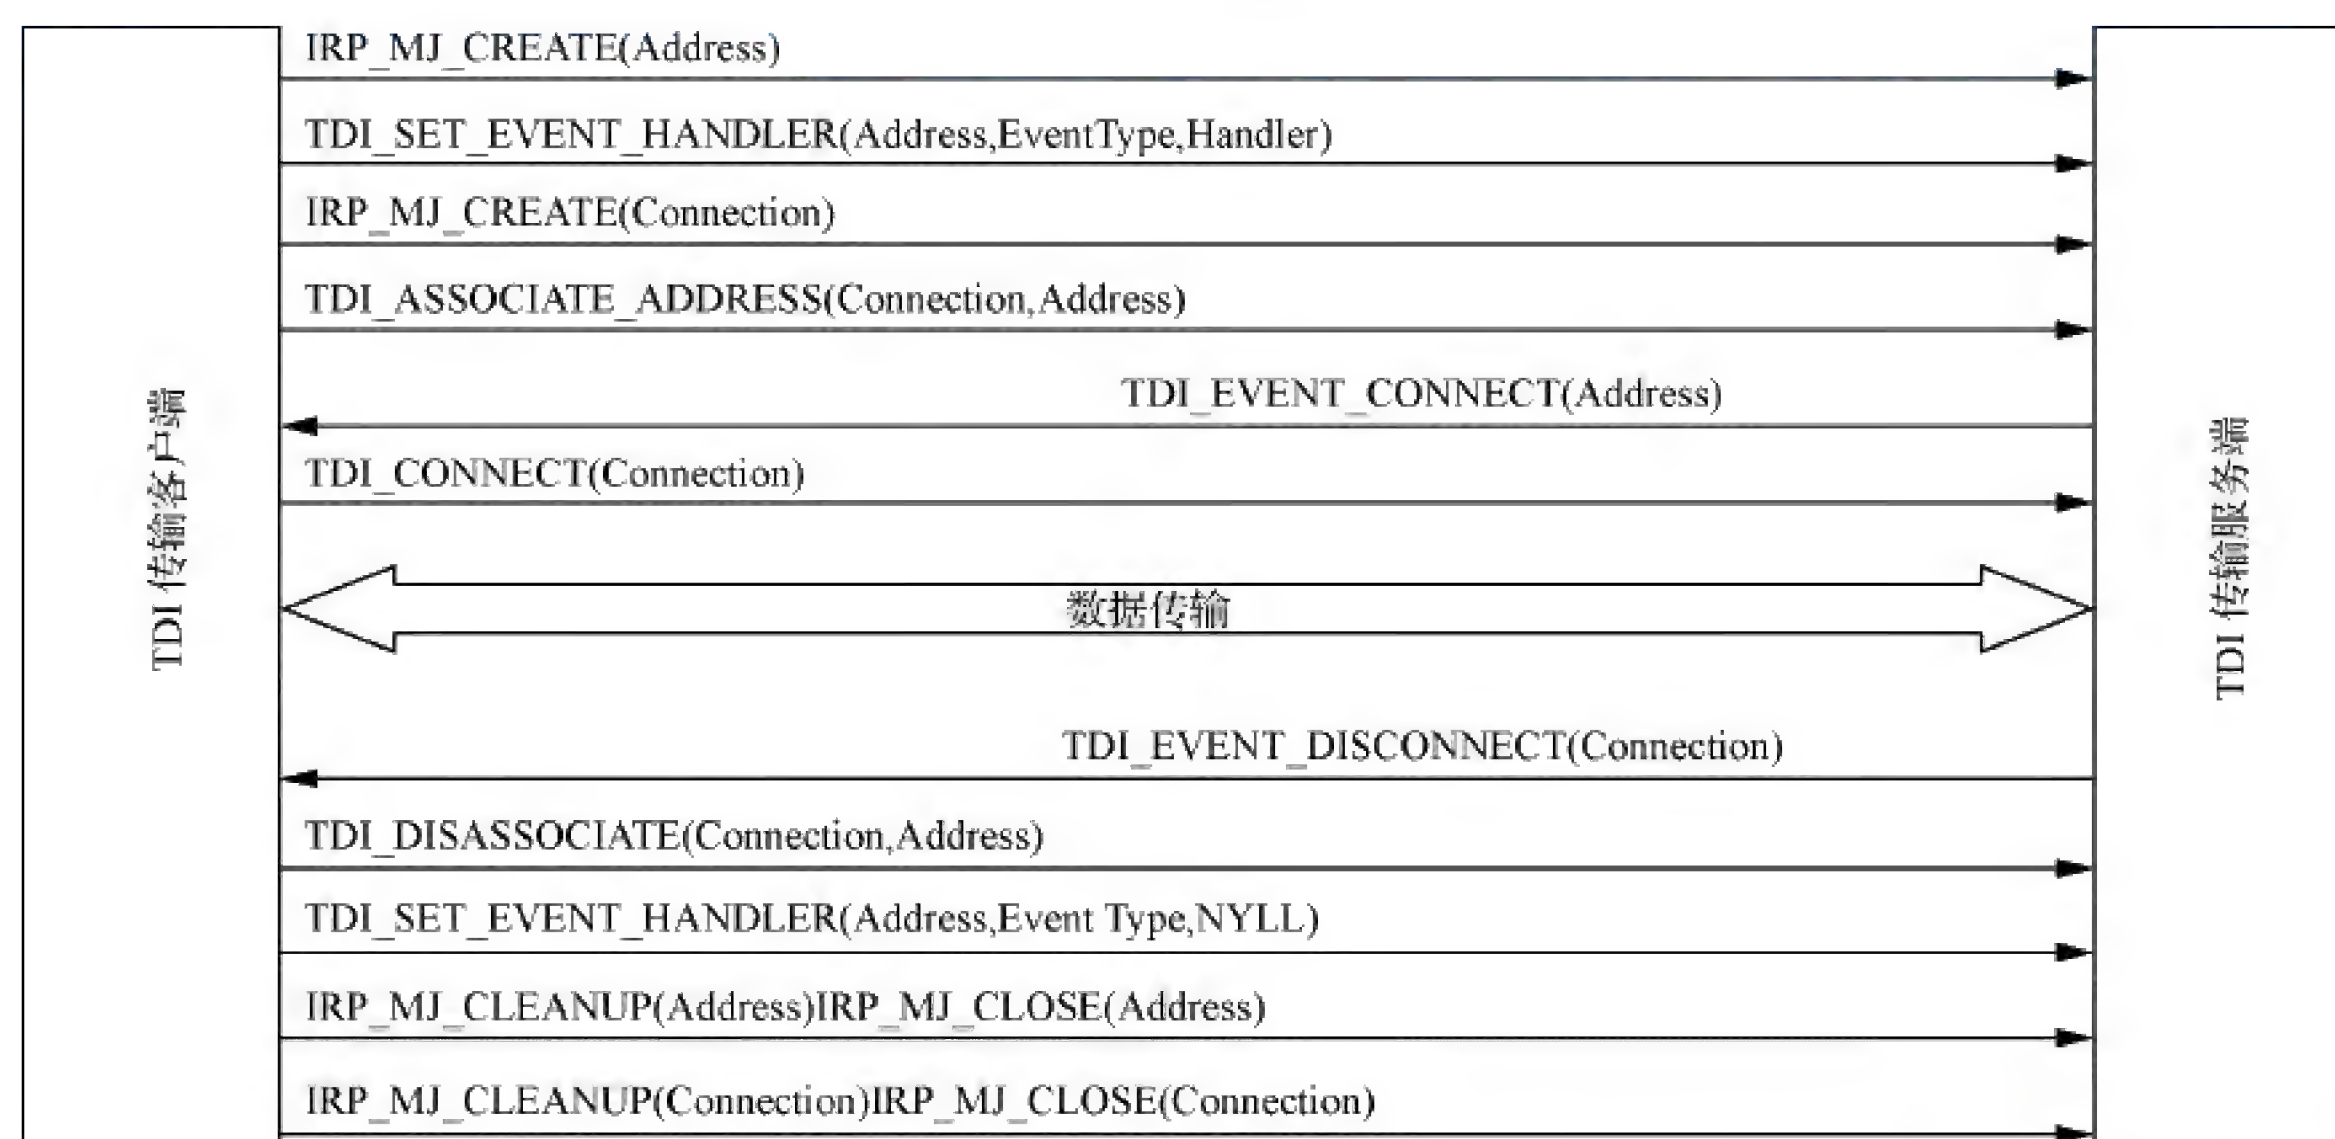 IRP_MJ_CREATE(Address)
TDI_SET_EVENT_HANDLER(Address,EventType,Handler)
IRP_MJ_CREATE(Connection)
TDI_ASSOCIATE_ADDRESS(Connection,Address)
TDI_EVENT_CONNECT(Address)
TDI_CONNECT(Connection)
TDI 传输客户端
数据传输
TDI 传输服务端
TDI_EVENT_DISCONNECT(Connection)
TDI_DISASSOCIATE(Connection,Address)
TDI_SET_EVENT_HANDLER(Address,Event Type,NYLL)
IRP_MJ_CLEANUP(Address)IRP_MJ_CLOSE(Address)
IRP_MJ_CLEANUP(Connection)IRP_MJ_CLOSE(Connection)